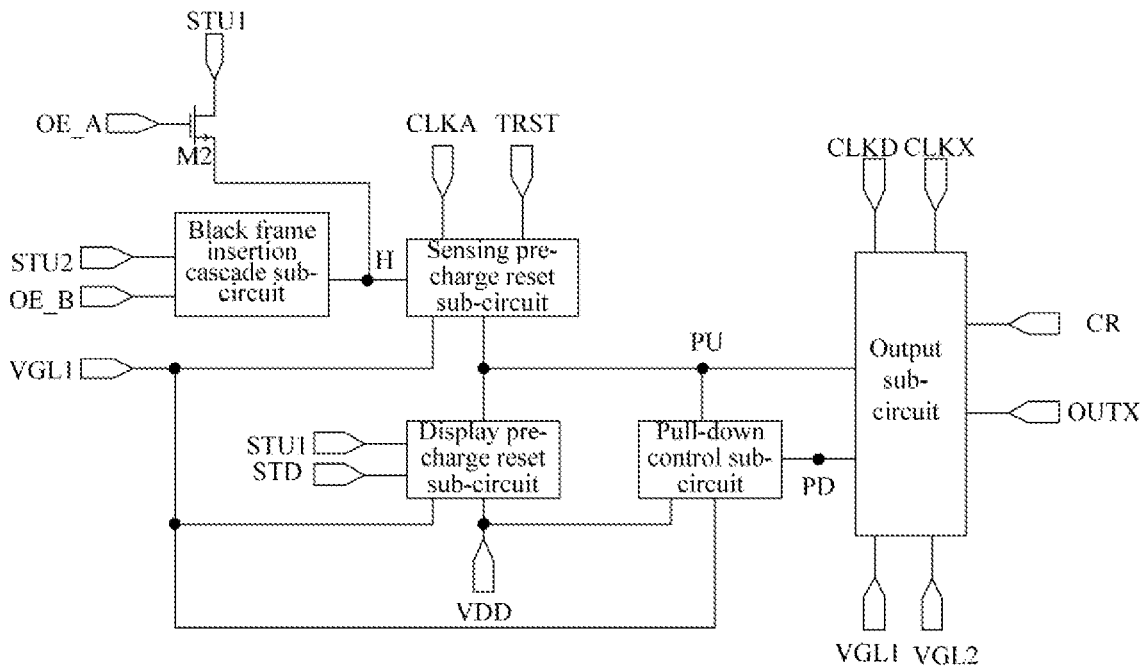 STU1
OE_A
M2
CLKA
TRST
CLKD
CLKX
Black frame
insertion
cascade sub-
circuit
STU2
OE_B
H
Sensing pre-
charge reset
sub-circuit
VGL1
PU
Output
sub-
circuit
CR
OUTX
STU1
STD
Display pre-
charge reset
sub-circuit
Pull-down
control sub-
circuit
PD
VDD
VGL1
VGL2